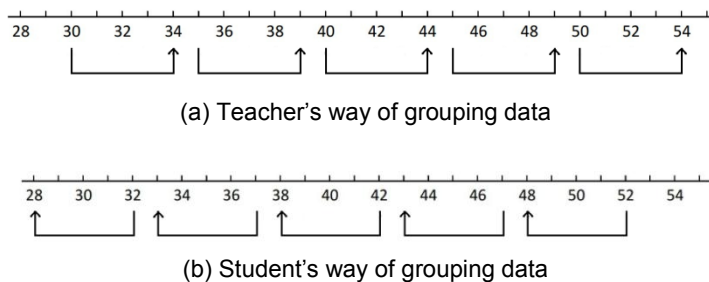 28 30 32 34 36 38 40 42 44 46 48 50 52 54
(a) Teacher’s way of grouping data
28 30 32 34 36 38 40 42 44 46 48 50 52 54
(b) Student’s way of grouping data